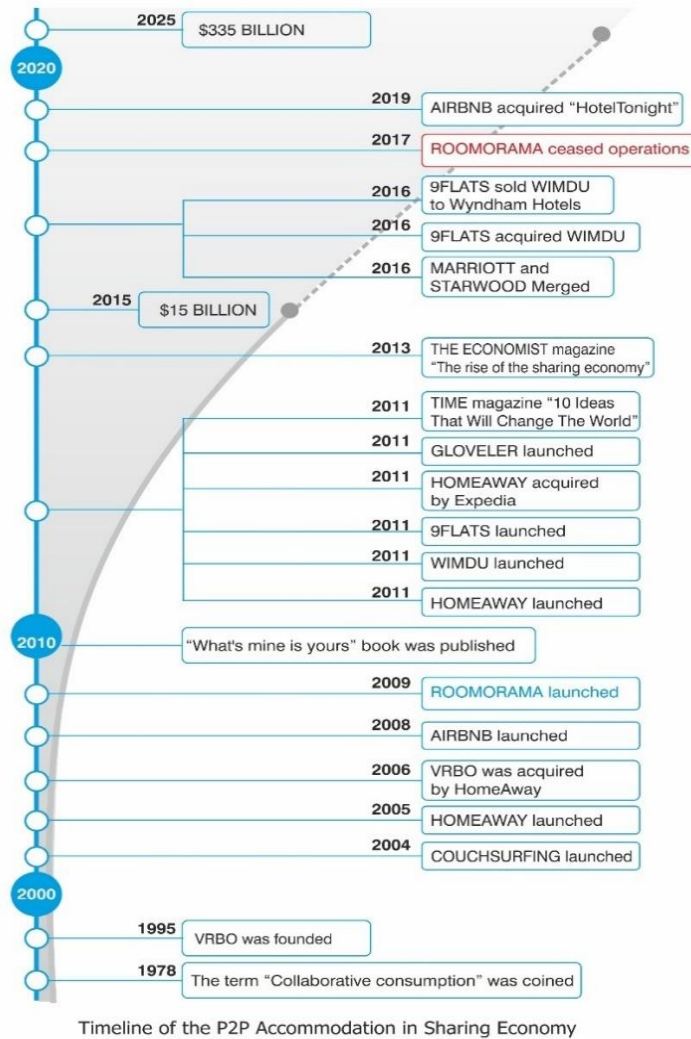 2025
$335 BILLION
2020
2019
AIRBNB acquired “HotelTonight”
2017
ROOMORAMA ceased operations
2016
9FLATS sold WIMDU
to Wyndham Hotels
2016
9FLATS acquired WIMDU
2016
MARRIOTT and
STARWOOD Merged
2015
$15 BILLION
2013
THE ECONOMIST magazine
“The rise of the sharing economy”
2011
TIME magazine “10 Ideas
That Will Change The World”
2011
GLOVELER launched
2011
HOMEAWAY acquired
by Expedia
2011
9FLATS launched
2011
WIMDU launched
2011
HOMEAWAY launched
2010
“What's mine is yours” book was published
2009
ROOMORAMA launched
2008
AIRBNB launched
2006
VRBO was acquired
by HomeAway
2005
HOMEAWAY launched
2004
COUCHSURFING launched
2000
1995
VRBO was founded
1978
The term “Collaborative consumption” was coined
Timeline of the P2P Accommodation in Sharing Economy